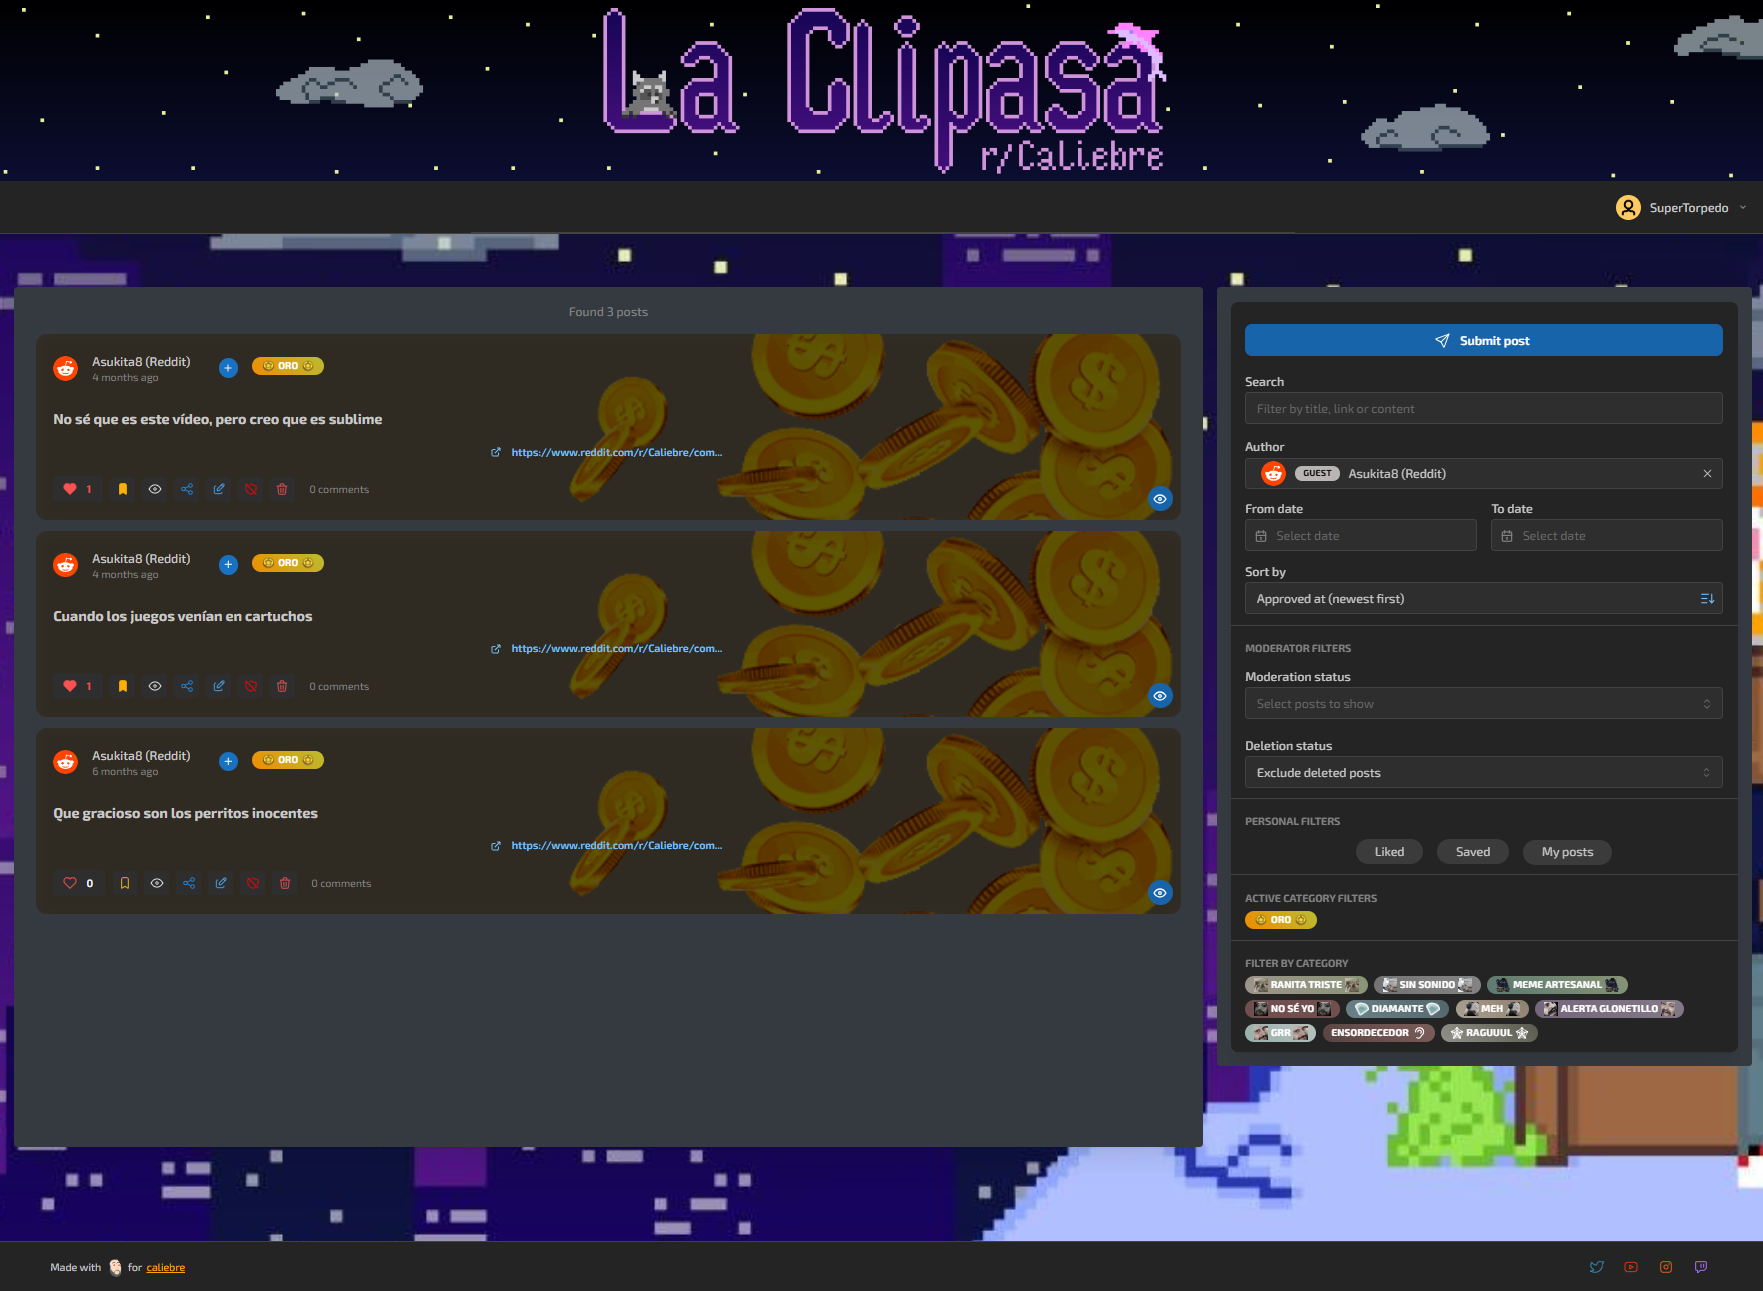 La Clipasa
r/Caliebre
SuperTorpedo
Found 3 posts
Asukita8 (Reddit)
4 months ago
ORO
No sé que es este vídeo, pero creo que es sublime
https://www.reddit.com/r/Caliebre/com...
1
0 comments
Asukita8 (Reddit)
4 months ago
ORO
Cuando los juegos venían en cartuchos
https://www.reddit.com/r/Caliebre/com...
1
0 comments
Asukita8 (Reddit)
6 months ago
ORO
Que gracioso son los perritos inocentes
https://www.reddit.com/r/Caliebre/com...
0
0 comments
Submit post
Search
Filter by title, link or content
Author
GUEST Asukita8 (Reddit)
From date To date
Select date Select date
Sort by
Approved at (newest first)
MODERATOR FILTERS
Moderation status
Select posts to show
Deletion status
Exclude deleted posts
PERSONAL FILTERS
Liked Saved My posts
ACTIVE CATEGORY FILTERS
ORO
FILTER BY CATEGORY
RANITA TRISTE SIN SONIDO MEME ARTESANAL
NO SÉ YO DIAMANTE MEH ALERTA GLONETILLO
GRR ENSORDECEDOR RAGUUUL
Made with for caliebre